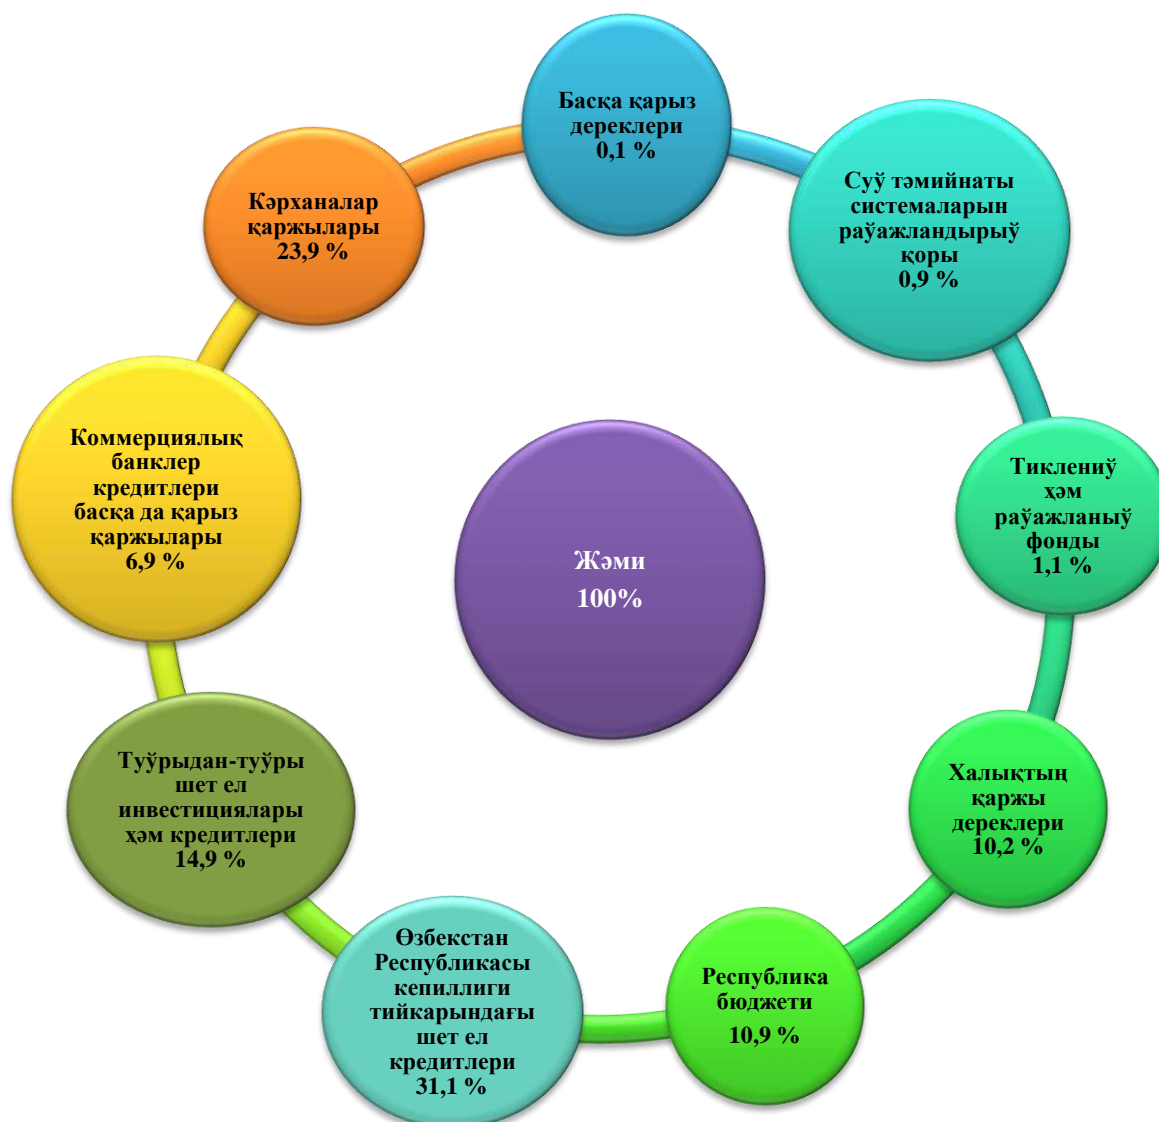 Басқа қарыз
дереклери
0,1 %
Суў тәмийнаты
системаларын
раўажландырыў
қоры
0,9 %
Тиклениў
ҳәм
раўажланыў
фонды
1,1 %
Халықтың
қаржы
дереклери
10,2 %
Республика
бюджети
10,9 %
Өзбекстан
Республикасы
кепиллиги
тийкарындағы
шет ел
кредитлери
31,1 %
Туўрыдан-туўры
шет ел
инвестициялары
ҳәм кредитлери
14,9 %
Коммерциялық
банклер
кредитлери
басқа да қарыз
қаржылары
6,9 %
Кәрханалар
қаржылары
23,9 %
Жәми
100%